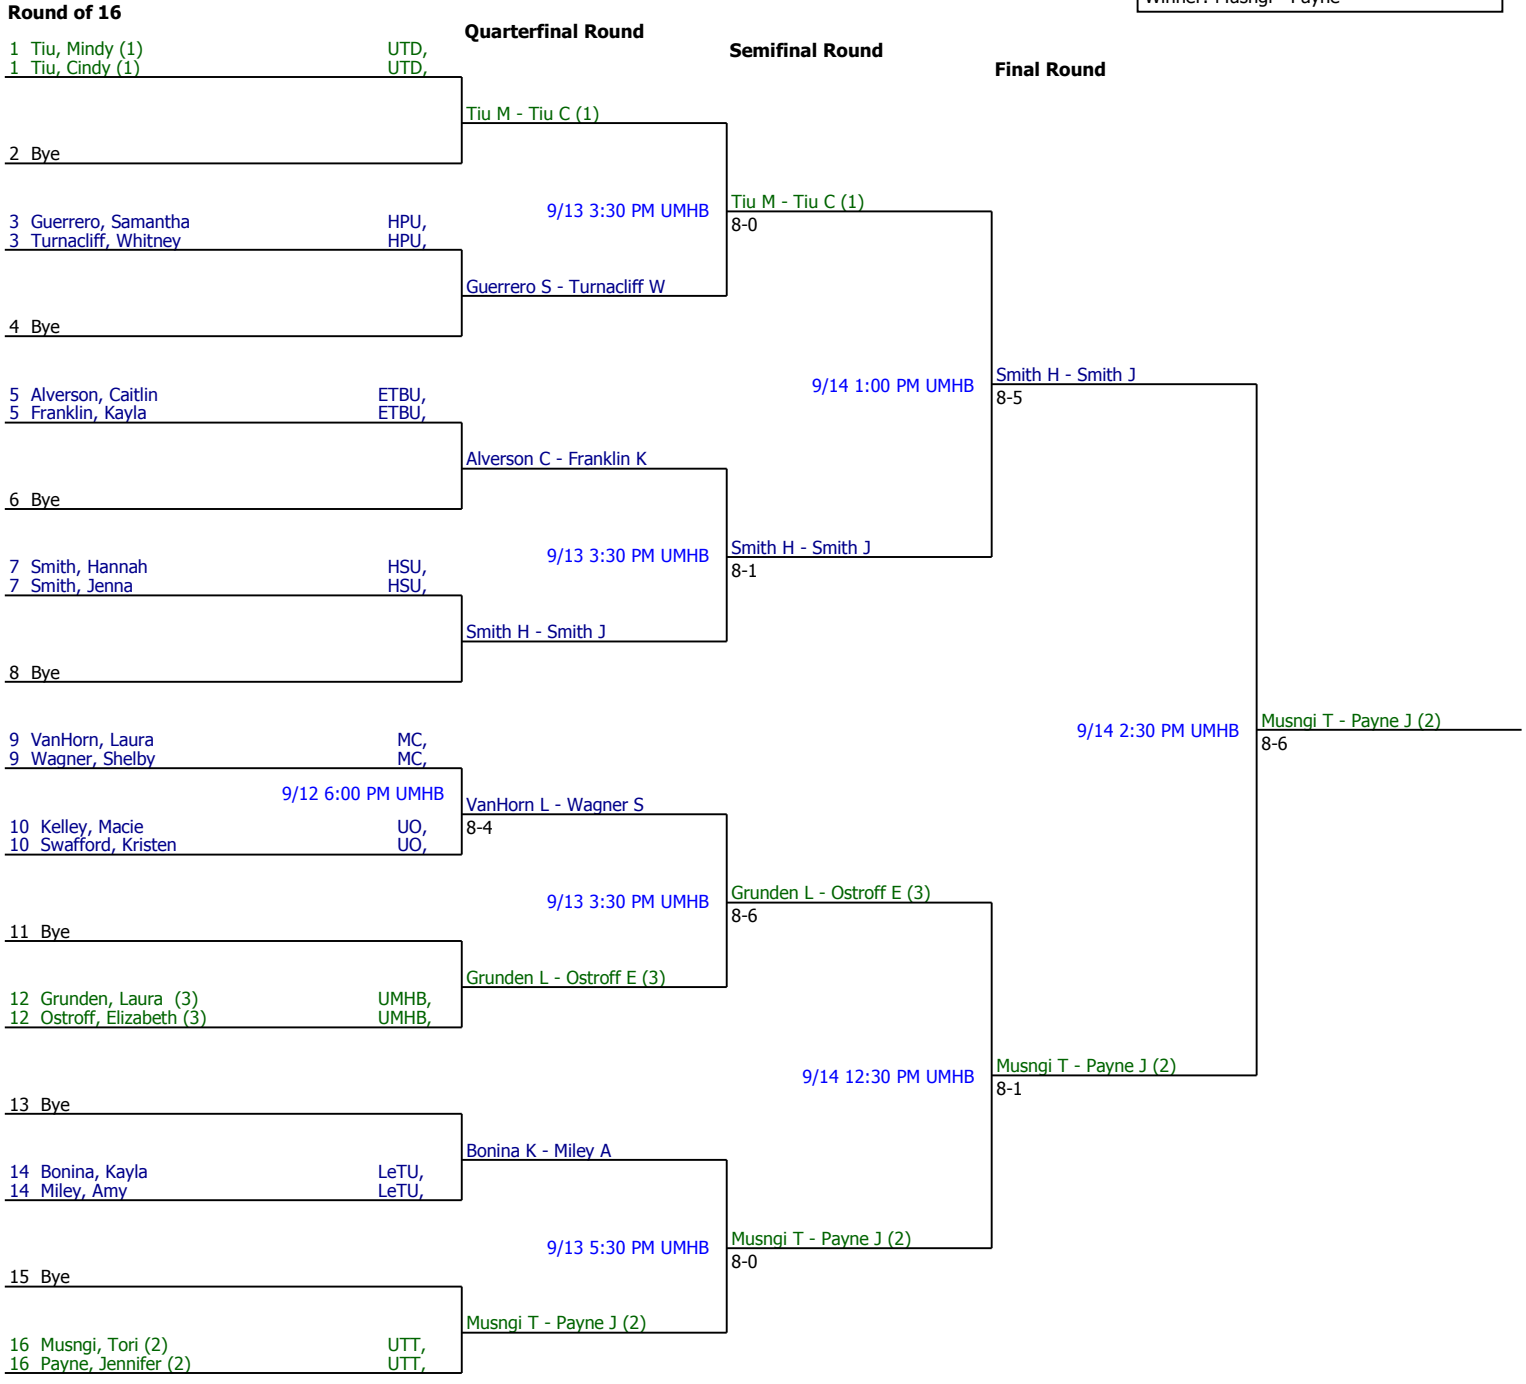 Winner: Musngi - Payne
Round of 16
Quarterfinal Round
Semifinal Round
Final Round
1 Tiu, Mindy (1) UTD,
1 Tiu, Cindy (1) UTD,
Tiu M - Tiu C (1)
2 Bye
9/13 3:30 PM UMHB
Tiu M - Tiu C (1)
8-0
3 Guerrero, Samantha HPU,
3 Turnacliff, Whitney HPU,
Guerrero S - Turnacliff W
4 Bye
9/14 1:00 PM UMHB
Smith H - Smith J
8-5
5 Alverson, Caitlin ETBU,
5 Franklin, Kayla ETBU,
Alverson C - Franklin K
6 Bye
9/13 3:30 PM UMHB
Smith H - Smith J
8-1
7 Smith, Hannah HSU,
7 Smith, Jenna HSU,
Smith H - Smith J
8 Bye
9/14 2:30 PM UMHB
Musngi T - Payne J (2)
8-6
9 VanHorn, Laura MC,
9 Wagner, Shelby MC,
9/12 6:00 PM UMHB
VanHorn L - Wagner S
8-4
10 Kelley, Macie UO,
10 Swafford, Kristen UO,
9/13 3:30 PM UMHB
Grunden L - Ostroff E (3)
8-6
11 Bye
Grunden L - Ostroff E (3)
12 Grunden, Laura (3) UMHB,
12 Ostroff, Elizabeth (3) UMHB,
9/14 12:30 PM UMHB
Musngi T - Payne J (2)
8-1
13 Bye
Bonina K - Miley A
14 Bonina, Kayla LeTU,
14 Miley, Amy LeTU,
9/13 5:30 PM UMHB
Musngi T - Payne J (2)
8-0
15 Bye
Musngi T - Payne J (2)
16 Musngi, Tori (2) UTT,
16 Payne, Jennifer (2) UTT,